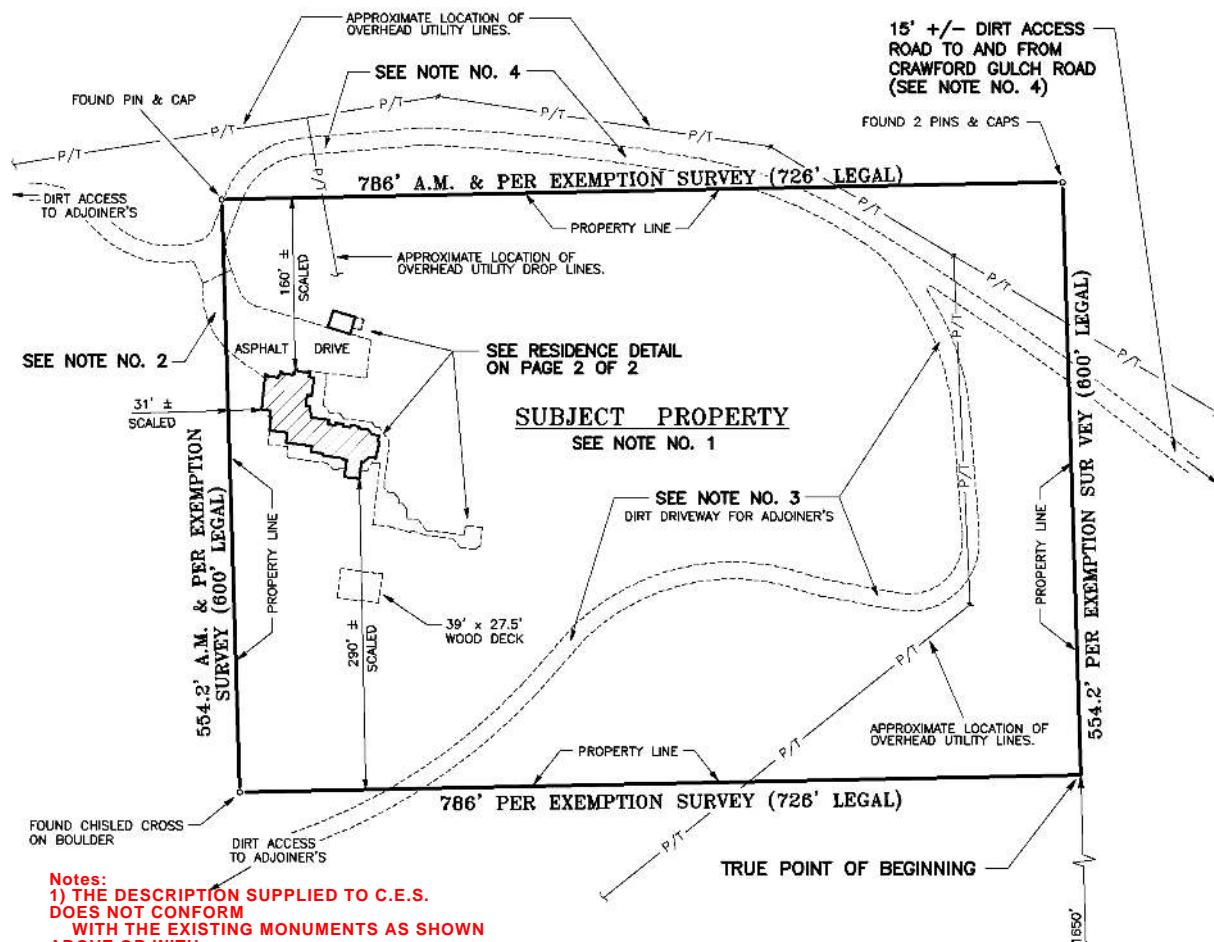 APPROXIMATE LOCATION OF
OVERHEAD UTILITY LINES.
15' +/- DIRT ACCESS
ROAD TO AND FROM
CRAWFORD GULCH ROAD
(SEE NOTE NO. 4)
SEE NOTE NO. 4
FOUND PIN & CAP
P/T
FOUND 2 PINS & CAPS
P/T
P/T
P/T
P/T
786' A.M. & PER EXEMPTION SURVEY (726' LEGAL)
DIRT ACCESS
TO ADJOINER'S
P/T
PROPERTY LINE
160' ±
SCALED
APPROXIMATE LOCATION OF
OVERHEAD UTILITY DROP LINES.
P/T
P/T
SEE NOTE NO. 2
ASPHALT DRIVE
SEE RESIDENCE DETAIL
ON PAGE 2 OF 2
31' ±
SCALED
SUBJECT PROPERTY
SEE NOTE NO. 1
554.2' PER EXEMPTION SUR VEY (600' LEGAL)
P/T
SEE NOTE NO. 3
DIRT DRIVEWAY FOR ADJOINER'S
554.2' A.M. & PER EXEMPTION
SURVEY (600' LEGAL)
PROPERTY LINE
PROPERTY LINE
39' x 27.5'
WOOD DECK
290' ±
SCALED
APPROXIMATE LOCATION OF
OVERHEAD UTILITY LINES.
P/T
PROPERTY LINE
786' PER EXEMPTION SURVEY (726' LEGAL)
FOUND CHISLED CROSS
ON BOULDER
DIRT ACCESS
TO ADJOINER'S
P/T
TRUE POINT OF BEGINNING
1650'
Notes:
1) THE DESCRIPTION SUPPLIED TO C.E.S.
DOES NOT CONFORM
WITH THE EXISTING MONUMENTS AS SHOWN
ABOVE OR WITH